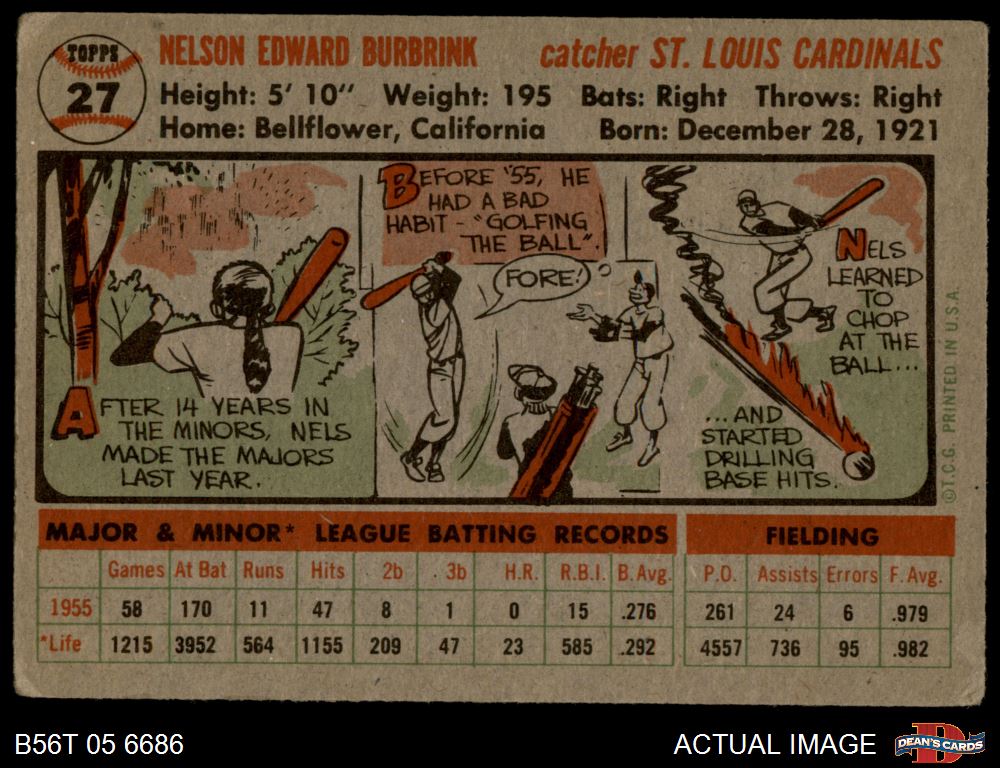 TOPPS
27
NELSON EDWARD BURBRINK catcher ST. LOUIS CARDINALS
Height: 5' 10" Weight: 195 Bats: Right Throws: Right
Home: Bellflower, California Born: December 28, 1921
AFTER 14 YEARS IN
THE MINORS, NELS
MADE THE MAJORS
LAST YEAR.
BEFORE '55, HE
HAD A BAD
HABIT - "GOLFING
THE BALL".
FORE!
NELS
LEARNED
TO
CHOP
AT THE
BALL...
...AND
STARTED
DRILLING
BASE HITS.
©T.C.G. PRINTED IN U.S.A.
MAJOR & MINOR* LEAGUE BATTING RECORDS FIELDING
Games At Bat Runs Hits 2b 3b H.R. R.B.I. B.Avg. P.O. Assists Errors F.Avg.
1955 58 170 11 47 8 1 0 15 .276 261 24 6 .979
*Life 1215 3952 564 1155 209 47 23 585 .292 4557 736 95 .982
B56T 05 6686 ACTUAL IMAGE
D
DEAN'S CARDS